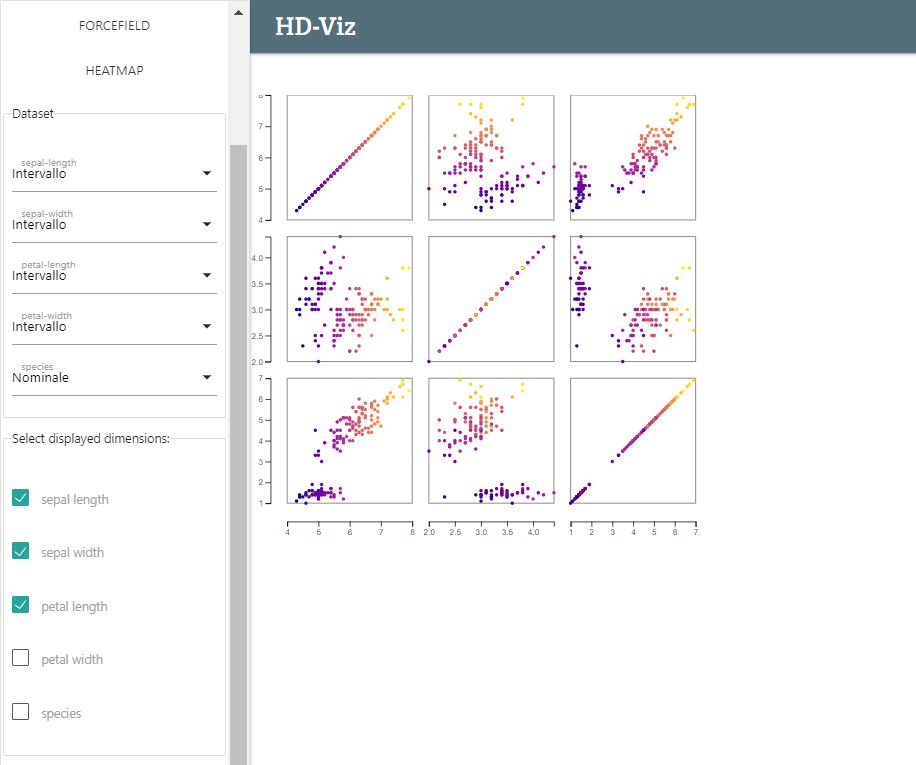 FORCEFIELD
HEATMAP
Dataset
sepal-length
Intervallo
sepal-width
Intervallo
petal-length
Intervallo
petal-width
Intervallo
species
Nominale
Select displayed dimensions:
sepal length
sepal width
petal length
petal width
species
HD-Viz
8
7
6
5
4
4.0
3.5
3.0
2.5
2.0
7
6
5
4
3
2
1
4 5 6 7 8 2.0 2.5 3.0 3.5 4.0 1 2 3 4 5 6 7